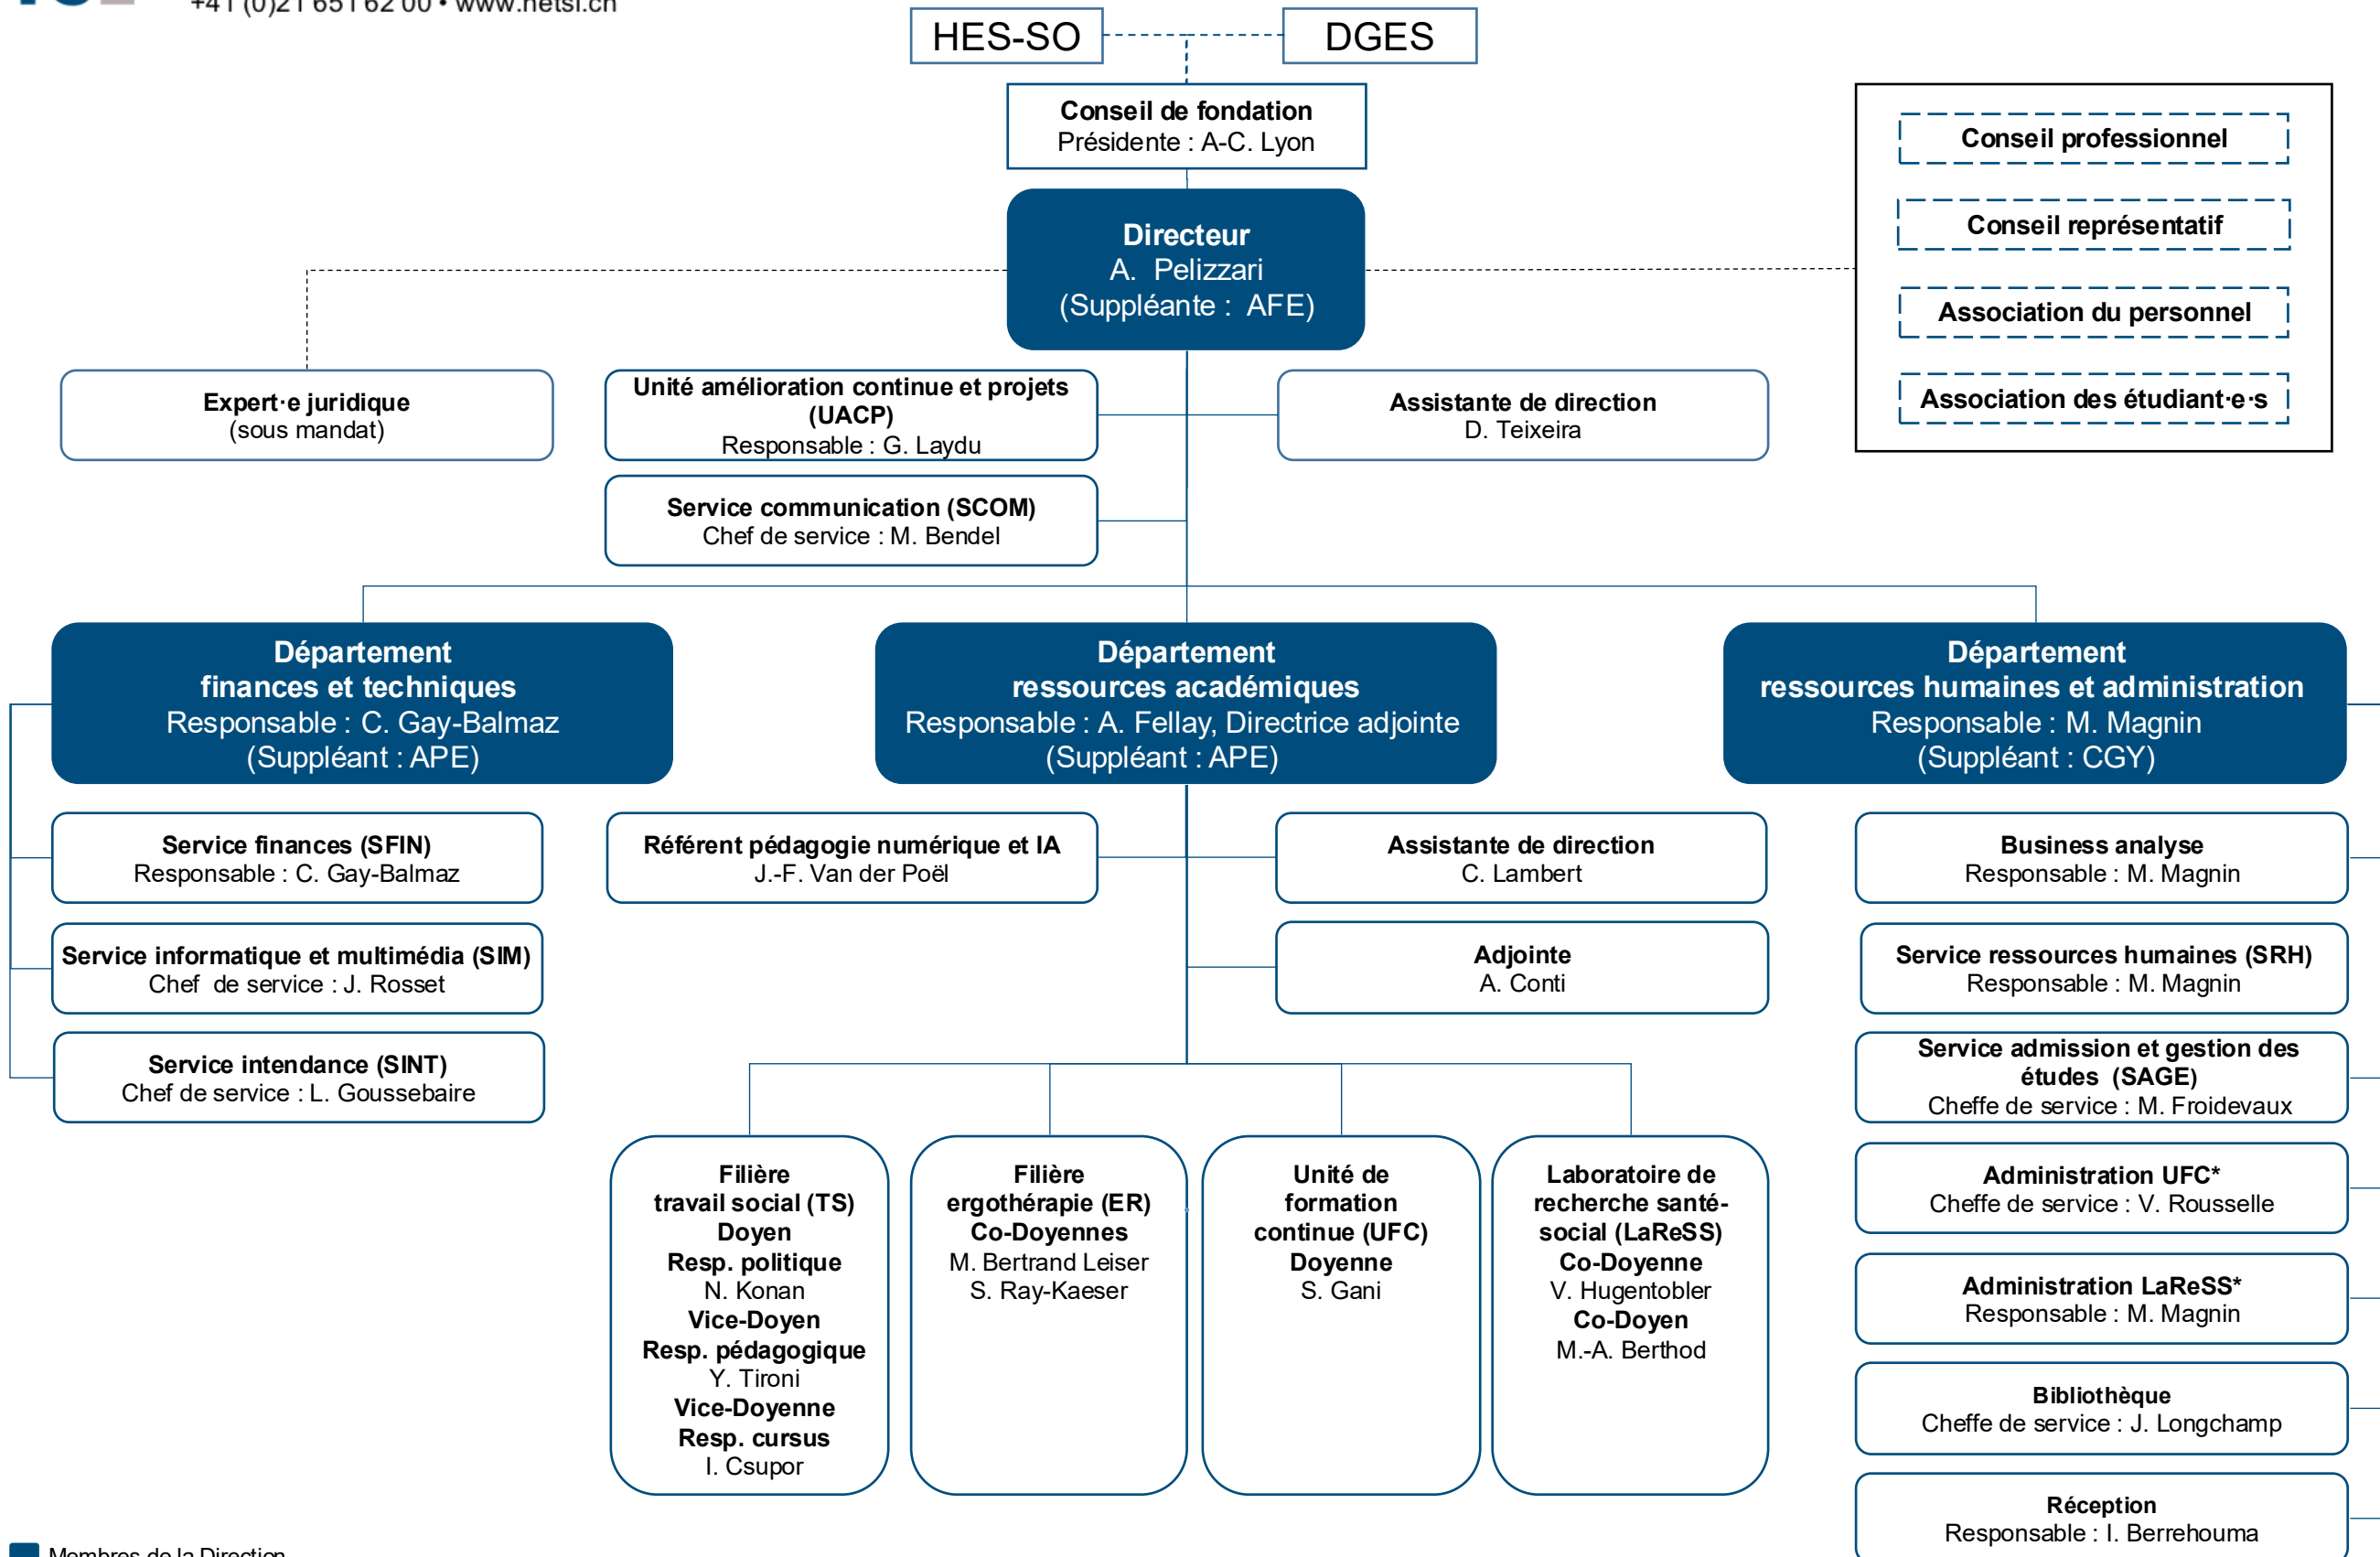 +41 (0)21 651 62 00 • www.hetsl.ch
HES-SO
DGES
Conseil de fondation
Présidente : A-C. Lyon
Conseil professionnel
Conseil représentatif
Association du personnel
Association des étudiant·e·s
Directeur
A. Pelizzari
(Suppléante : AFE)
Expert·e juridique
(sous mandat)
Unité amélioration continue et projets
(UACP)
Responsable : G. Laydu
Assistante de direction
D. Teixeira
Service communication (SCOM)
Chef de service : M. Bendel
Département
finances et techniques
Responsable : C. Gay-Balmaz
(Suppléant : APE)
Département
ressources académiques
Responsable : A. Fellay, Directrice adjointe
(Suppléant : APE)
Département
ressources humaines et administration
Responsable : M. Magnin
(Suppléant : CGY)
Service finances (SFIN)
Responsable : C. Gay-Balmaz
Service informatique et multimédia (SIM)
Chef de service : J. Rosset
Service intendance (SINT)
Chef de service : L. Goussebaire
Référent pédagogie numérique et IA
J.-F. Van der Poël
Assistante de direction
C. Lambert
Adjointe
A. Conti
Filière
travail social (TS)
Doyen
Resp. politique
N. Konan
Vice-Doyen
Resp. pédagogique
Y. Tironi
Vice-Doyenne
Resp. cursus
I. Csupor
Filière
ergothérapie (ER)
Co-Doyennes
M. Bertrand Leiser
S. Ray-Kaeser
Unité de
formation
continue (UFC)
Doyenne
S. Gani
Laboratoire de
recherche santé-
social (LaReSS)
Co-Doyenne
V. Hugentobler
Co-Doyen
M.-A. Berthod
Business analyse
Responsable : M. Magnin
Service ressources humaines (SRH)
Responsable : M. Magnin
Service admission et gestion des
études (SAGE)
Cheffe de service : M. Froidevaux
Administration UFC*
Cheffe de service : V. Rousselle
Administration LaReSS*
Responsable : M. Magnin
Bibliothèque
Cheffe de service : J. Longchamp
Réception
Responsable : I. Berrehouma
Membres de la Direction